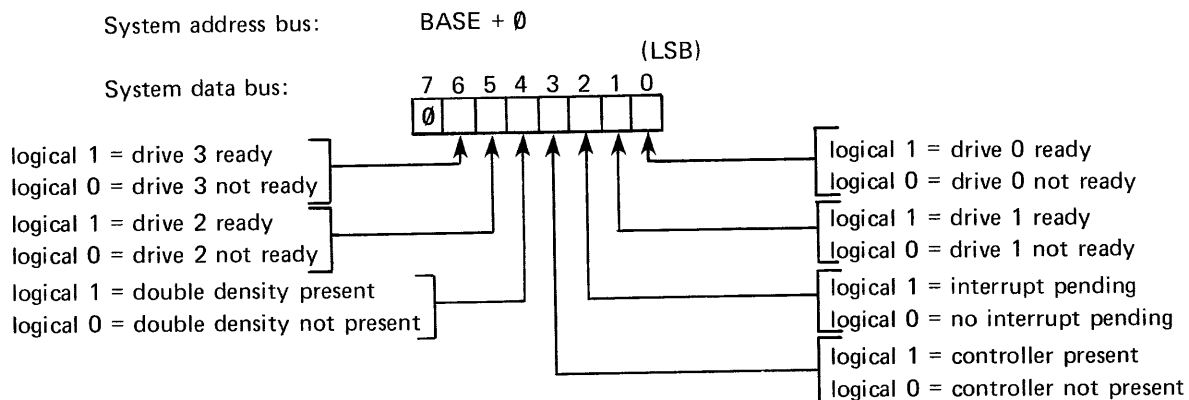 System address bus: BASE + Ø
(LSB)
System data bus: 7 6 5 4 3 2 1 0
Ø
logical 1 = drive 3 ready
logical 0 = drive 3 not ready
logical 1 = drive 2 ready
logical 0 = drive 2 not ready
logical 1 = double density present
logical 0 = double density not present
logical 1 = drive 0 ready
logical 0 = drive 0 not ready
logical 1 = drive 1 ready
logical 0 = drive 1 not ready
logical 1 = interrupt pending
logical 0 = no interrupt pending
logical 1 = controller present
logical 0 = controller not present